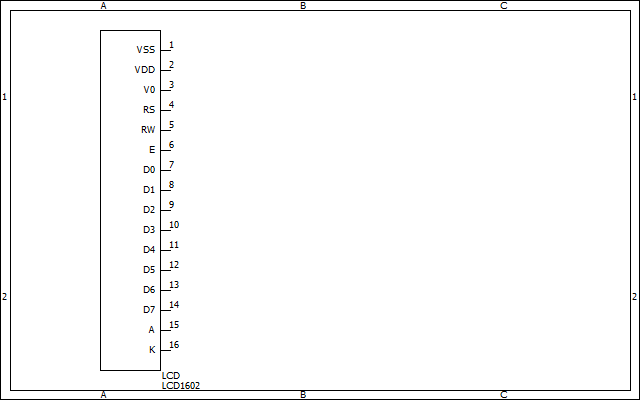 A B C
VSS 1
VDD 2
V0 3
1 1
RS 4
RW 5
E 6
D0 7
D1 8
D2 9
D3 10
D4 11
D5 12
D6 13
2 2
D7 14
A 15
K 16
LCD
LCD1602
A B C